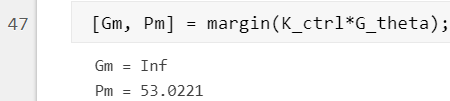 47 [Gm, Pm] = margin(K_ctrl*G_theta);
Gm = Inf
Pm = 53.0221